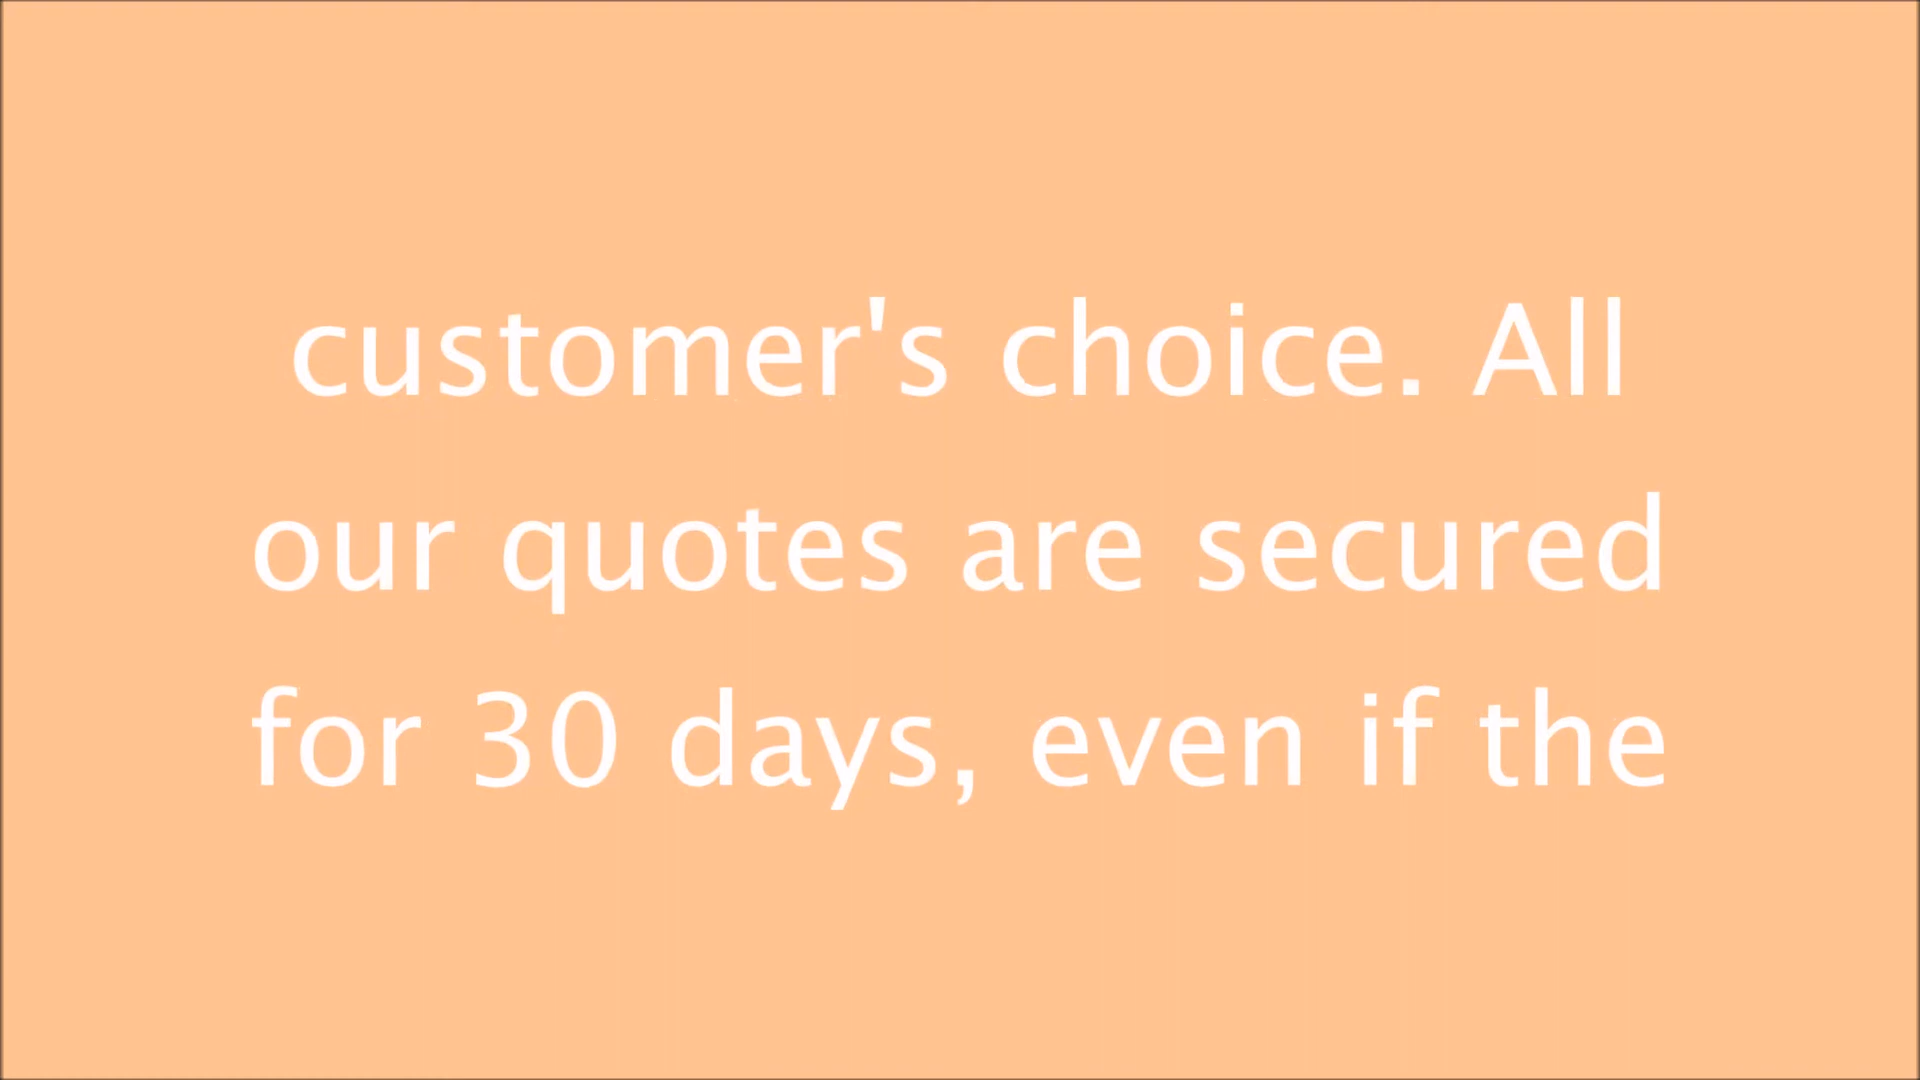 customer's choice. All
our quotes are secured
for 30 days, even if the